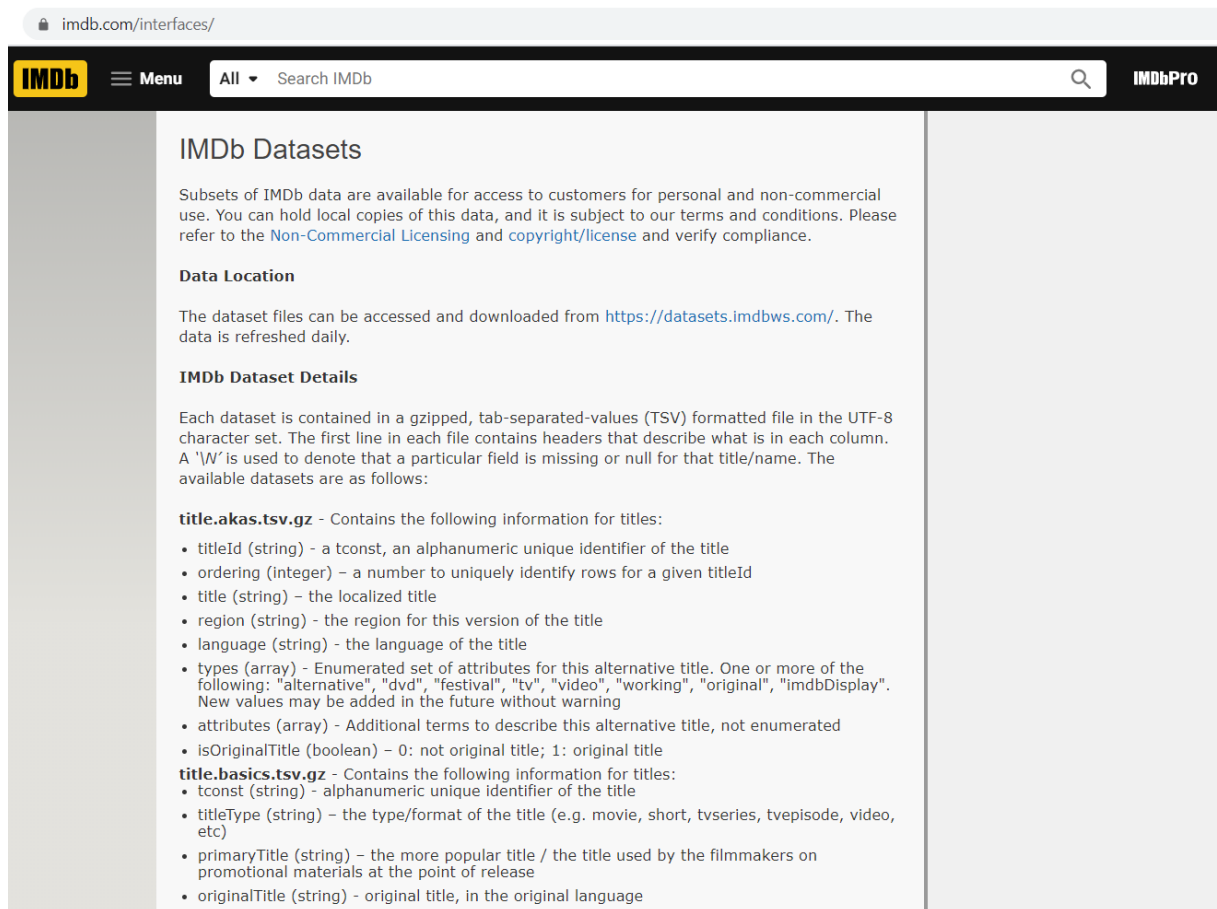 imdb.com/interfaces/
IMDb Menu All Search IMDb IMDbPro
IMDb Datasets
Subsets of IMDb data are available for access to customers for personal and non-commercial
use. You can hold local copies of this data, and it is subject to our terms and conditions. Please
refer to the Non-Commercial Licensing and copyright/license and verify compliance.
Data Location
The dataset files can be accessed and downloaded from https://datasets.imdbws.com/. The
data is refreshed daily.
IMDb Dataset Details
Each dataset is contained in a gzipped, tab-separated-values (TSV) formatted file in the UTF-8
character set. The first line in each file contains headers that describe what is in each column.
A ‘\N’ is used to denote that a particular field is missing or null for that title/name. The
available datasets are as follows:
title.akas.tsv.gz - Contains the following information for titles:
• titleId (string) - a tconst, an alphanumeric unique identifier of the title
• ordering (integer) – a number to uniquely identify rows for a given titleId
• title (string) – the localized title
• region (string) - the region for this version of the title
• language (string) - the language of the title
• types (array) - Enumerated set of attributes for this alternative title. One or more of the
following: "alternative", "dvd", "festival", "tv", "video", "working", "original", "imdbDisplay".
New values may be added in the future without warning
• attributes (array) - Additional terms to describe this alternative title, not enumerated
• isOriginalTitle (boolean) – 0: not original title; 1: original title
title.basics.tsv.gz - Contains the following information for titles:
• tconst (string) - alphanumeric unique identifier of the title
• titleType (string) – the type/format of the title (e.g. movie, short, tvseries, tvepisode, video,
etc)
• primaryTitle (string) – the more popular title / the title used by the filmmakers on
promotional materials at the point of release
• originalTitle (string) - original title, in the original language